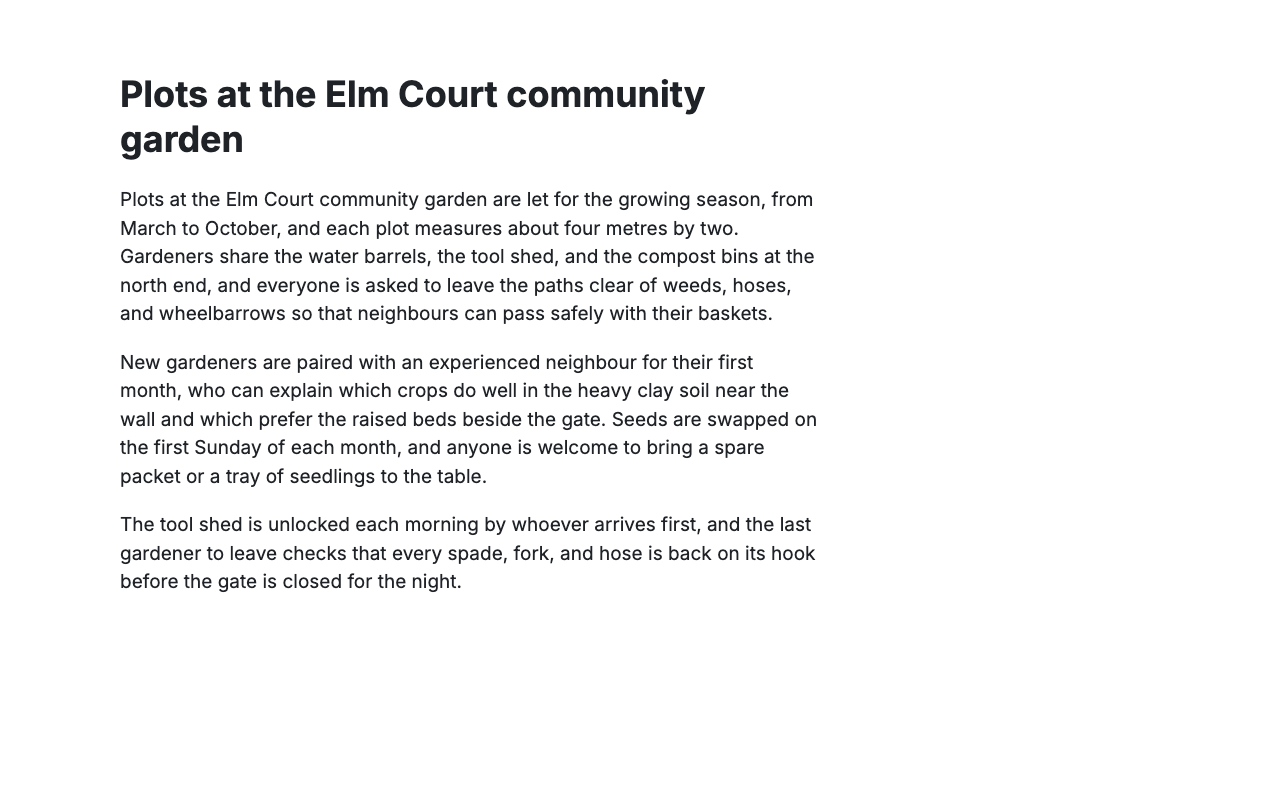 Plots at the Elm Court community
garden
Plots at the Elm Court community garden are let for the growing season, from
March to October, and each plot measures about four metres by two.
Gardeners share the water barrels, the tool shed, and the compost bins at the
north end, and everyone is asked to leave the paths clear of weeds, hoses,
and wheelbarrows so that neighbours can pass safely with their baskets.
New gardeners are paired with an experienced neighbour for their first
month, who can explain which crops do well in the heavy clay soil near the
wall and which prefer the raised beds beside the gate. Seeds are swapped on
the first Sunday of each month, and anyone is welcome to bring a spare
packet or a tray of seedlings to the table.
The tool shed is unlocked each morning by whoever arrives first, and the last
gardener to leave checks that every spade, fork, and hose is back on its hook
before the gate is closed for the night.